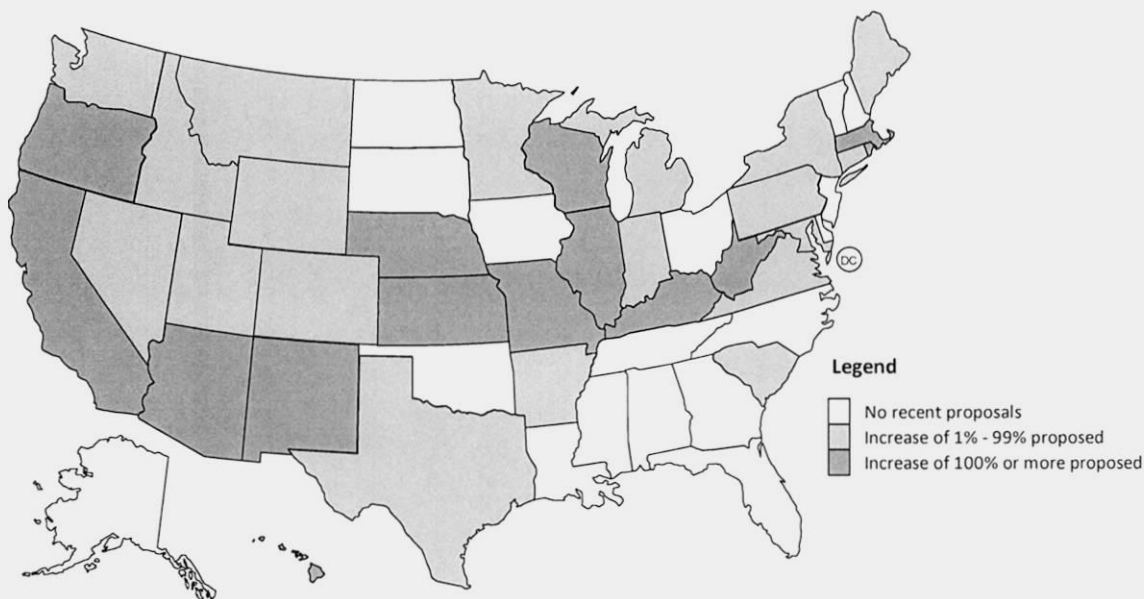 DC
Legend
No recent proposals
Increase of 1% - 99% proposed
Increase of 100% or more proposed